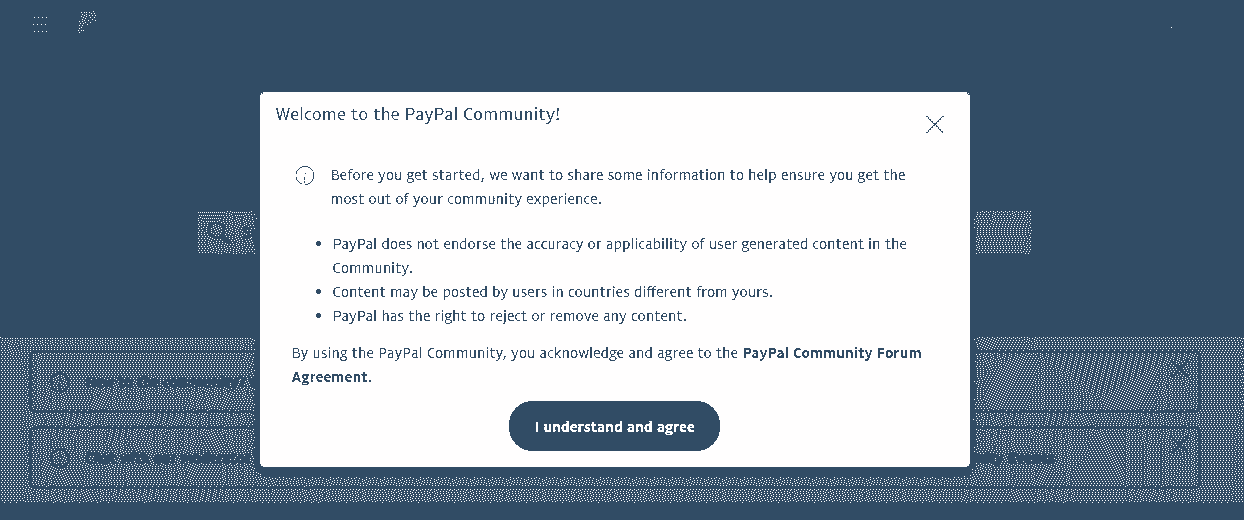 Welcome to the PayPal Community!
Before you get started, we want to share some information to help ensure you get the
most out of your community experience.
• PayPal does not endorse the accuracy or applicability of user generated content in the
Community.
• Content may be posted by users in countries different from yours.
• PayPal has the right to reject or remove any content.
By using the PayPal Community, you acknowledge and agree to the PayPal Community Forum
Agreement.
I understand and agree